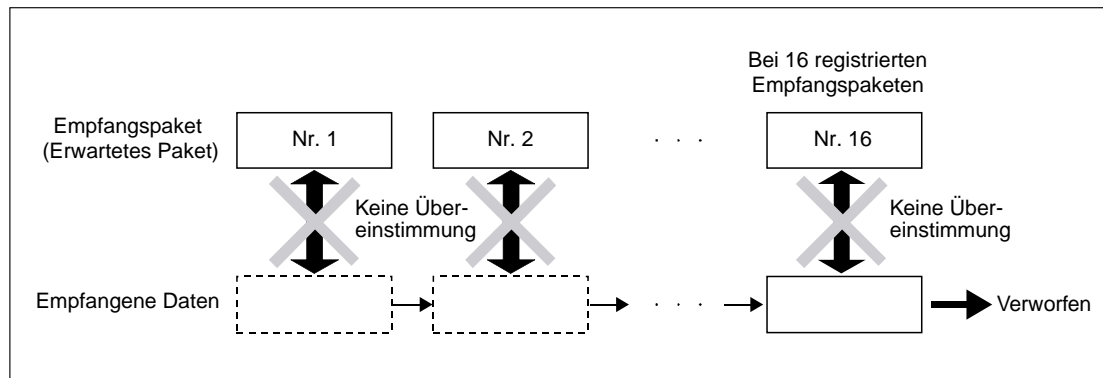 Bei 16 registrierten
Empfangspaketen
Empfangspaket
(Erwartetes Paket)
Nr. 1
Nr. 2
· · ·
Nr. 16
Keine Über-
einstimmung
Keine Über-
einstimmung
Empfangene Daten
· · ·
Verworfen